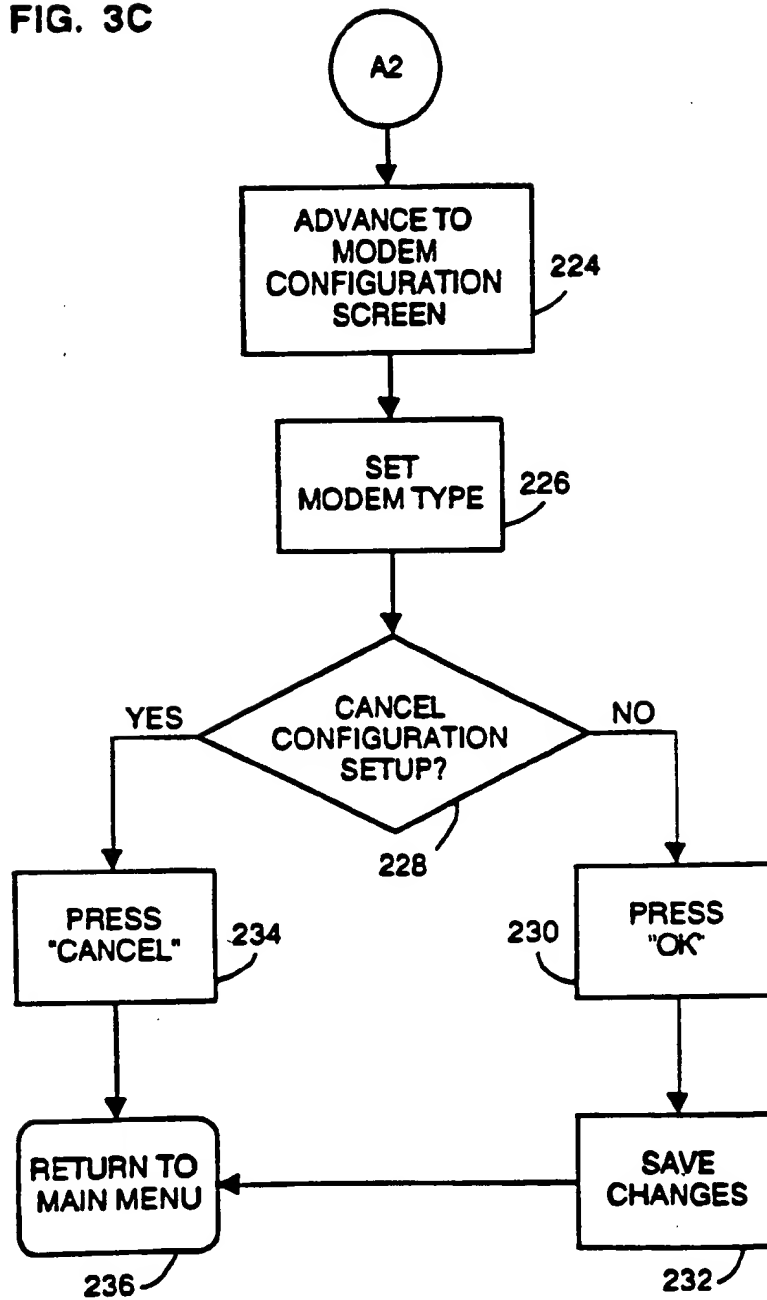 FIG. 3C
A2
ADVANCE TO
MODEM
CONFIGURATION
SCREEN
224
SET
MODEM TYPE
226
YES
CANCEL
CONFIGURATION
SETUP?
NO
228
PRESS
"CANCEL"
234
230
PRESS
"OK"
RETURN TO
MAIN MENU
236
SAVE
CHANGES
232